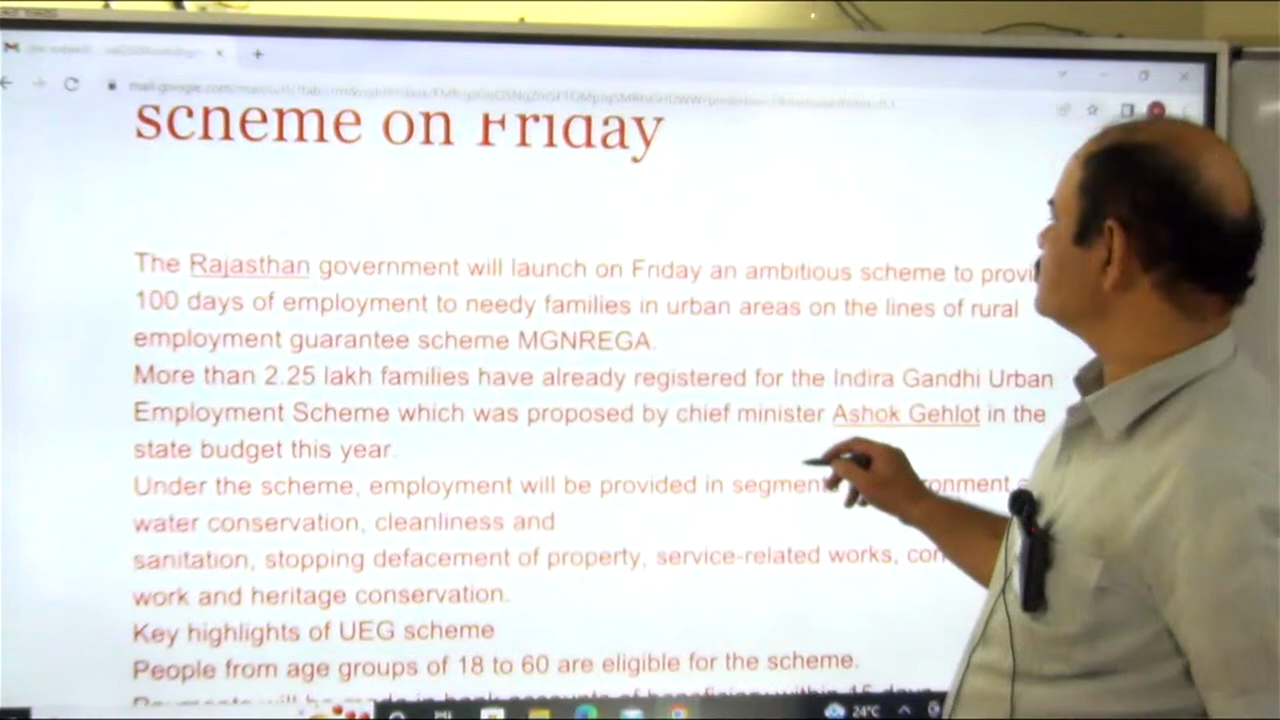 scheme on Friday
The Rajasthan government will launch on Friday an ambitious scheme to provi
100 days of employment to needy families in urban areas on the lines of rural
employment guarantee scheme MGNREGA.
More than 2.25 lakh families have already registered for the Indira Gandhi Urban
Employment Scheme which was proposed by chief minister Ashok Gehlot in the
state budget this year.
Under the scheme, employment will be provided in
water conservation, cleanliness and
sanitation, stopping defacement of property, service-related works,
work and heritage conservation.
Key highlights of UEG scheme
People from age groups of 18 to 60 are eligible for the scheme.
24°C